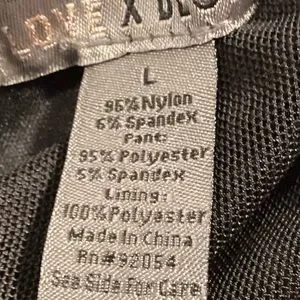 LOVE X
L
95% Nylon
6% Spandex
Pant:
95% Polyester
5% Spandex
Lining:
100% Polyester
Made In China
Rn#92054
See Side For Care